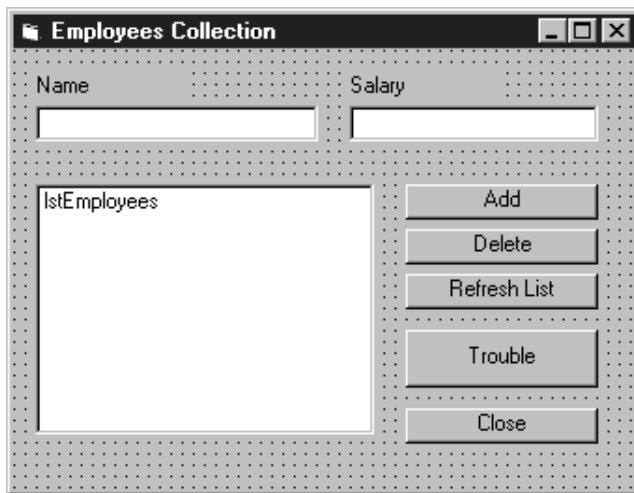 Employees Collection
Name
Salary
lstEmployees
Add
Delete
Refresh List
Trouble
Close